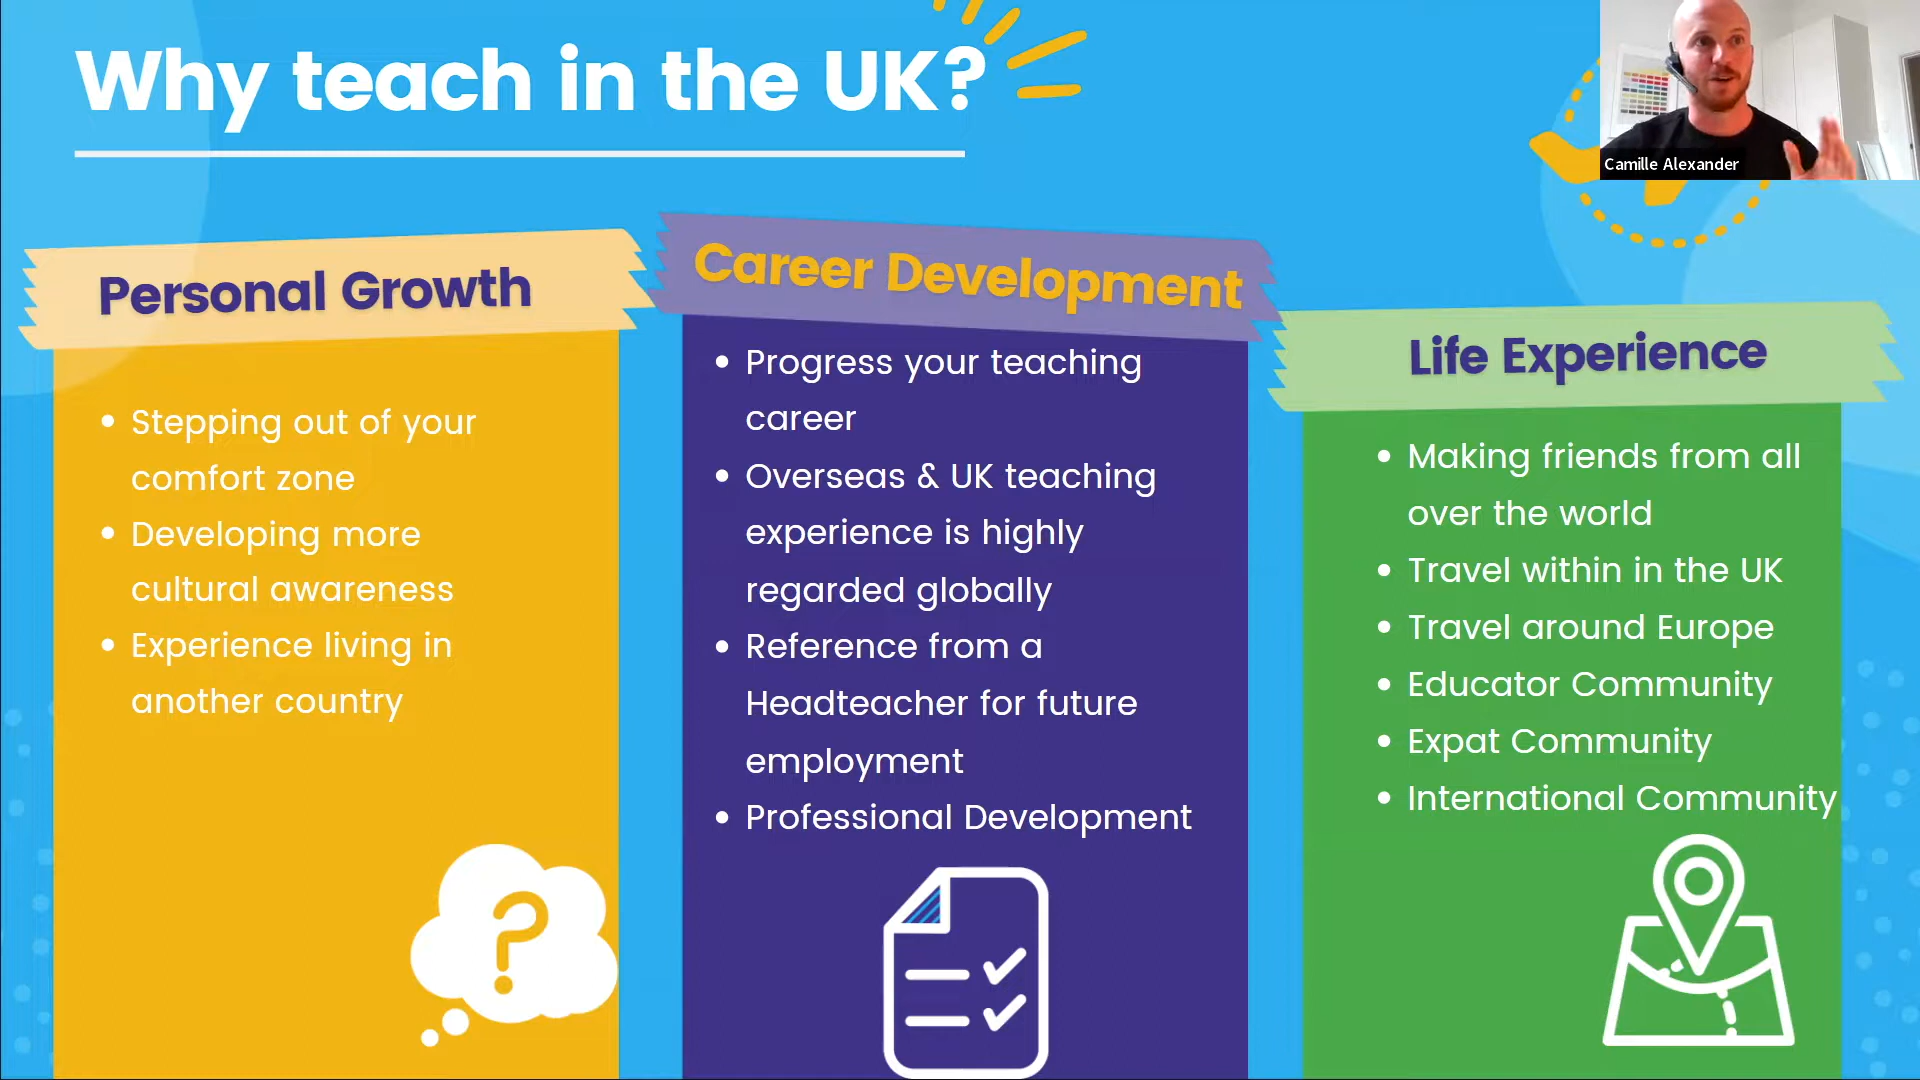 Why teach in the UK?
Camille Alexander
Personal Growth
• Stepping out of your
comfort zone
• Developing more
cultural awareness
• Experience living in
another country
Career Development
• Progress your teaching
career
• Overseas & UK teaching
experience is highly
regarded globally
• Reference from a
Headteacher for future
employment
• Professional Development
Life Experience
• Making friends from all
over the world
• Travel within in the UK
• Travel around Europe
• Educator Community
• Expat Community
• International Community
?